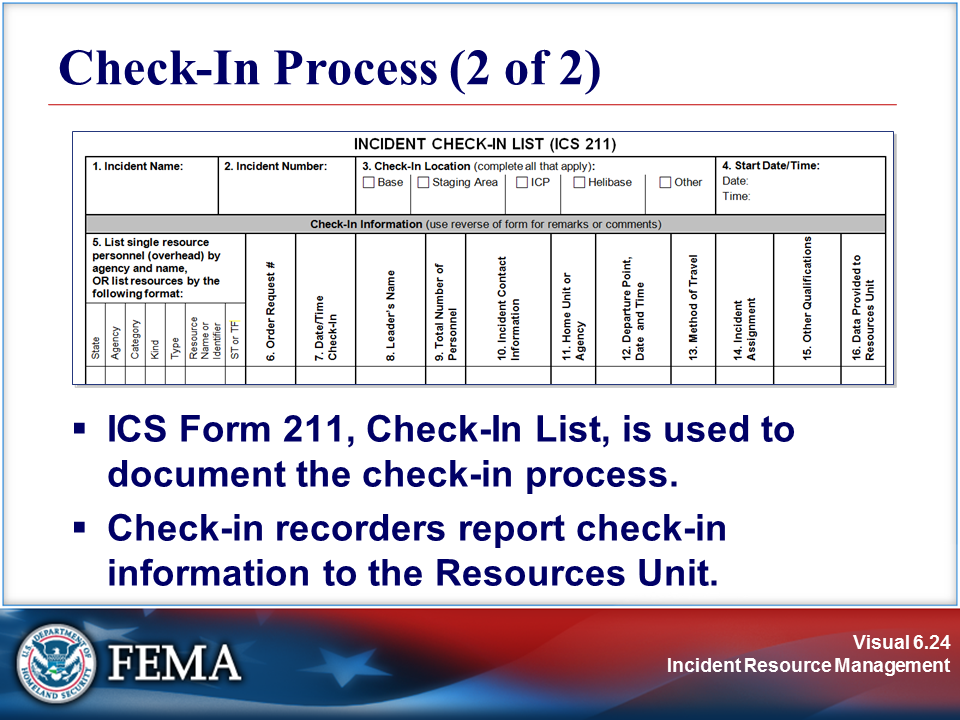 Check-In Process (2 of 2)
INCIDENT CHECK-IN LIST (ICS 211)
1. Incident Name:
2. Incident Number:
3. Check-In Location (complete all that apply):
Base
Staging Area
ICP
Helibase
Other
4. Start Date/Time:
Date:
Time:
Check-In Information (use reverse of form for remarks or comments)
5. List single resource
personnel (overhead) by
agency and name,
OR list resources by the
following format:
State
Agency
Category
Kind
Type
Resource
Name or
Identifier
ST or TF
6. Order Request #
7. Date/Time
Check-In
8. Leader's Name
9. Total Number of
Personnel
10. Incident Contact
Information
11. Home Unit or
Agency
12. Departure Point,
Date and Time
13. Method of Travel
14. Incident
Assignment
15. Other Qualifications
16. Data Provided to
Resources Unit
▪ ICS Form 211, Check-In List, is used to
document the check-in process.
▪ Check-in recorders report check-in
information to the Resources Unit.
U.S. DEPARTMENT OF
HOMELAND SECURITY
FEMA
Visual 6.24
Incident Resource Management